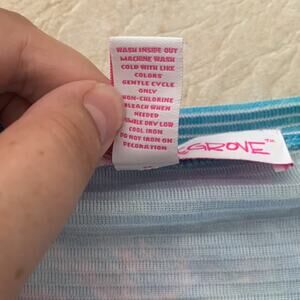 WASH INSIDE OUT
MACHINE WASH
COLD WITH LIKE
COLORS
GENTLE CYCLE
ONLY
NON-CHLORINE
BLEACH WHEN
NEEDED
TUMBLE DRY LOW
COOL IRON
DO NOT IRON ON
DECORATION
GROVE™